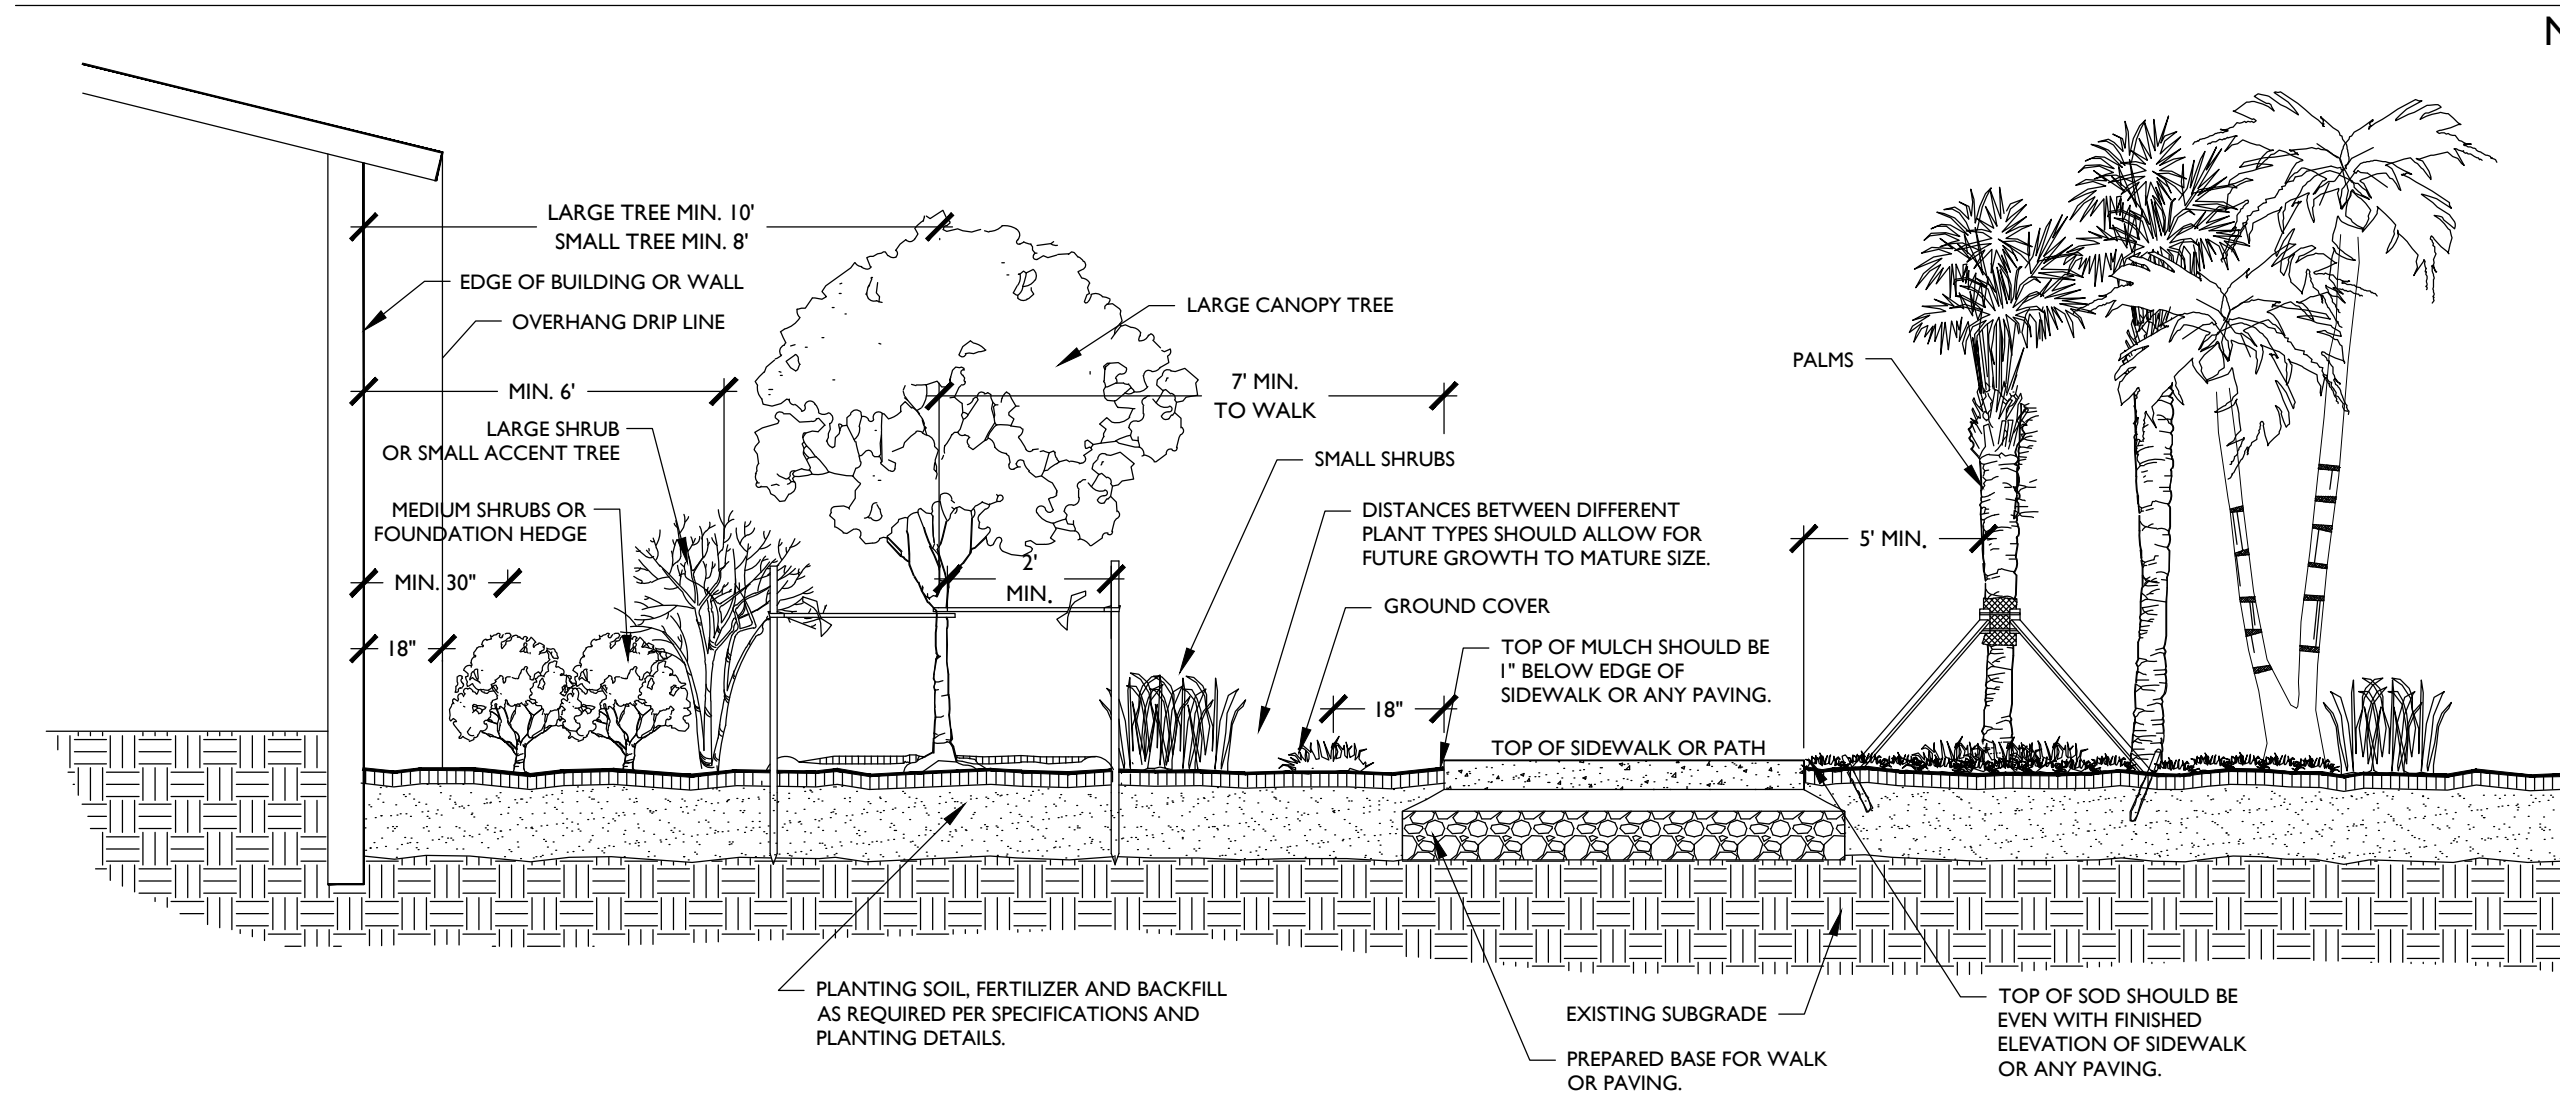 N
LARGE TREE MIN. 10'
SMALL TREE MIN. 8'
EDGE OF BUILDING OR WALL
OVERHANG DRIP LINE
LARGE CANOPY TREE
MIN. 6'
7' MIN.
TO WALK
PALMS
LARGE SHRUB
OR SMALL ACCENT TREE
SMALL SHRUBS
MEDIUM SHRUBS OR
FOUNDATION HEDGE
DISTANCES BETWEEN DIFFERENT
PLANT TYPES SHOULD ALLOW FOR
FUTURE GROWTH TO MATURE SIZE.
5' MIN.
MIN. 30"
2'
MIN.
GROUND COVER
18"
TOP OF MULCH SHOULD BE
1" BELOW EDGE OF
SIDEWALK OR ANY PAVING.
18"
TOP OF SIDEWALK OR PATH
PLANTING SOIL, FERTILIZER AND BACKFILL
AS REQUIRED PER SPECIFICATIONS AND
PLANTING DETAILS.
EXISTING SUBGRADE
PREPARED BASE FOR WALK
OR PAVING.
TOP OF SOD SHOULD BE
EVEN WITH FINISHED
ELEVATION OF SIDEWALK
OR ANY PAVING.